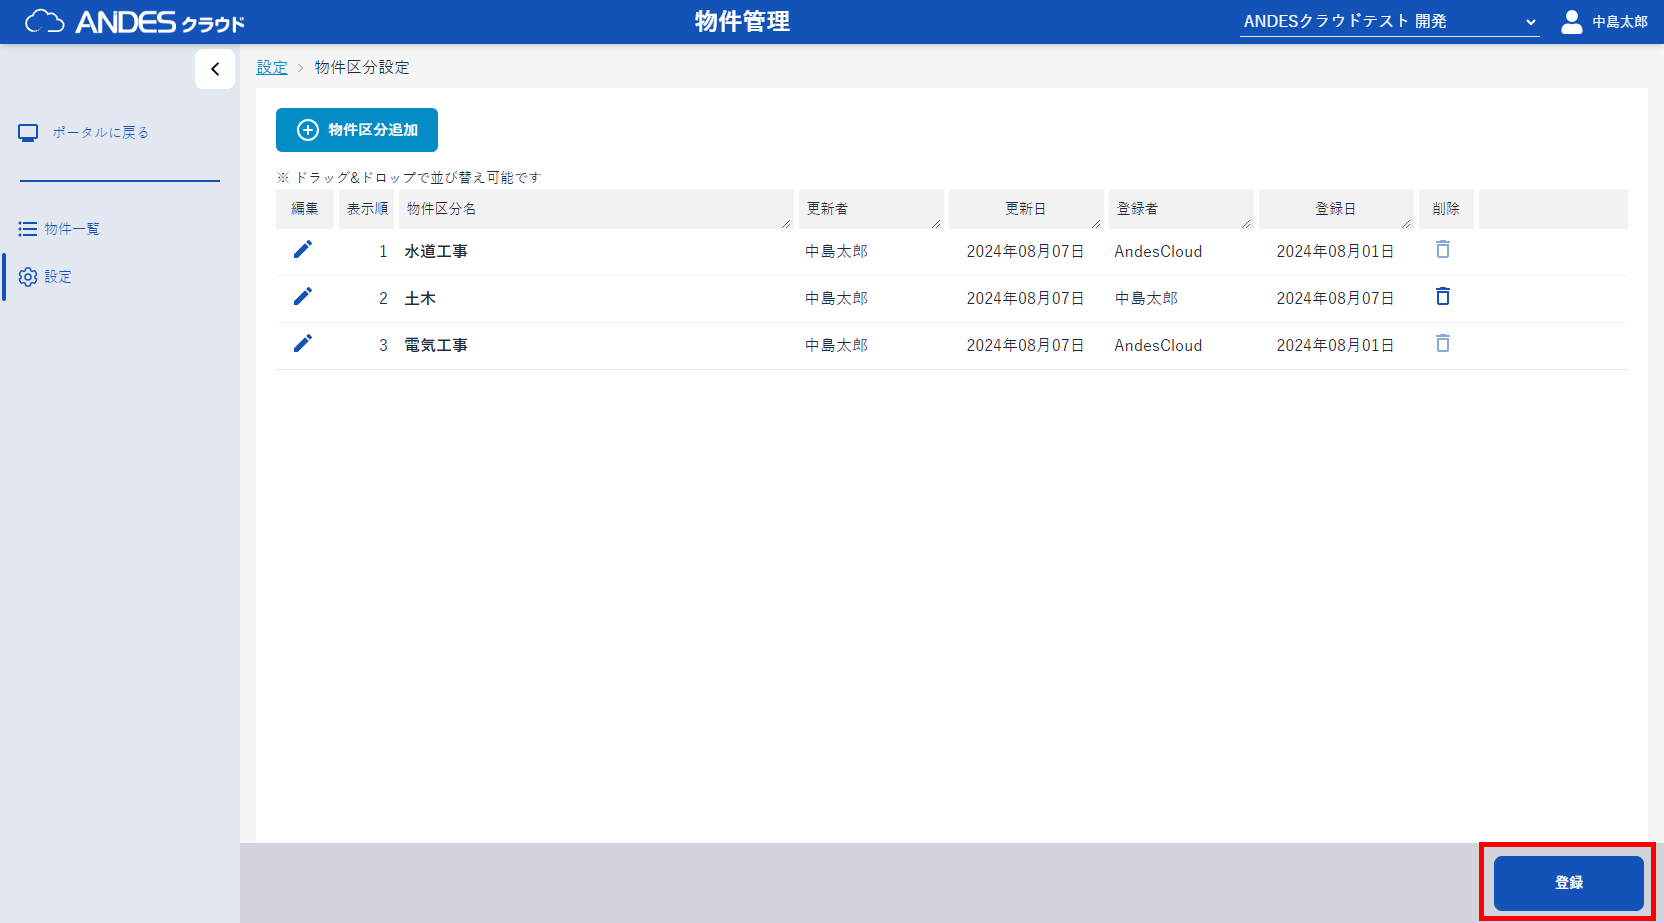 ANDES クラウド
物件管理
ANDESクラウドテスト 開発
中島太郎
設定 > 物件区分設定
ポータルに戻る
物件一覧
設定
物件区分追加
※ ドラッグ&ドロップで並び替え可能です
編集 表示順 物件区分名 更新者 更新日 登録者 登録日 削除
1 水道工事 中島太郎 2024年08月07日 AndesCloud 2024年08月01日
2 土木 中島太郎 2024年08月07日 中島太郎 2024年08月07日
3 電気工事 中島太郎 2024年08月07日 AndesCloud 2024年08月01日
登録